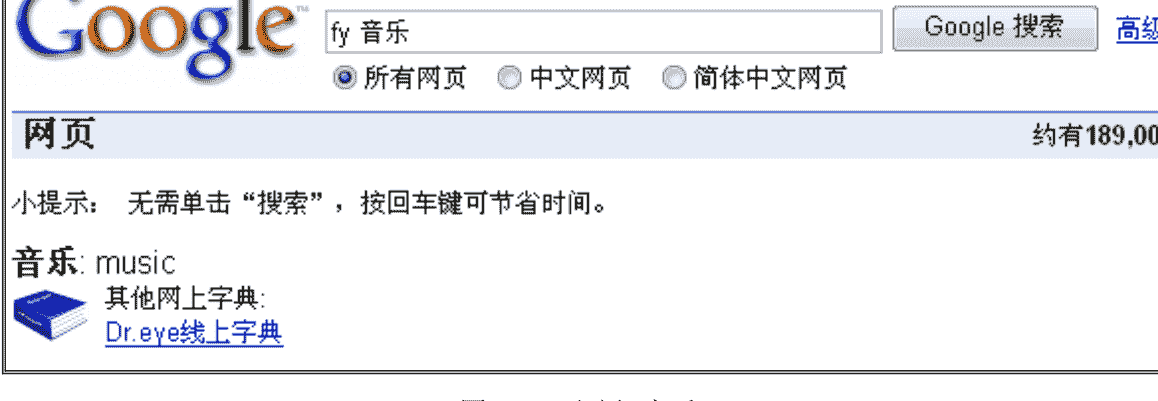 Google™ fy 音乐 Google 搜索 高级
所有网页 中文网页 简体中文网页
网页 约有189,00
小提示： 无需单击“搜索”，按回车键可节省时间。
音乐: music
其他网上字典:
Dr.eye线上字典